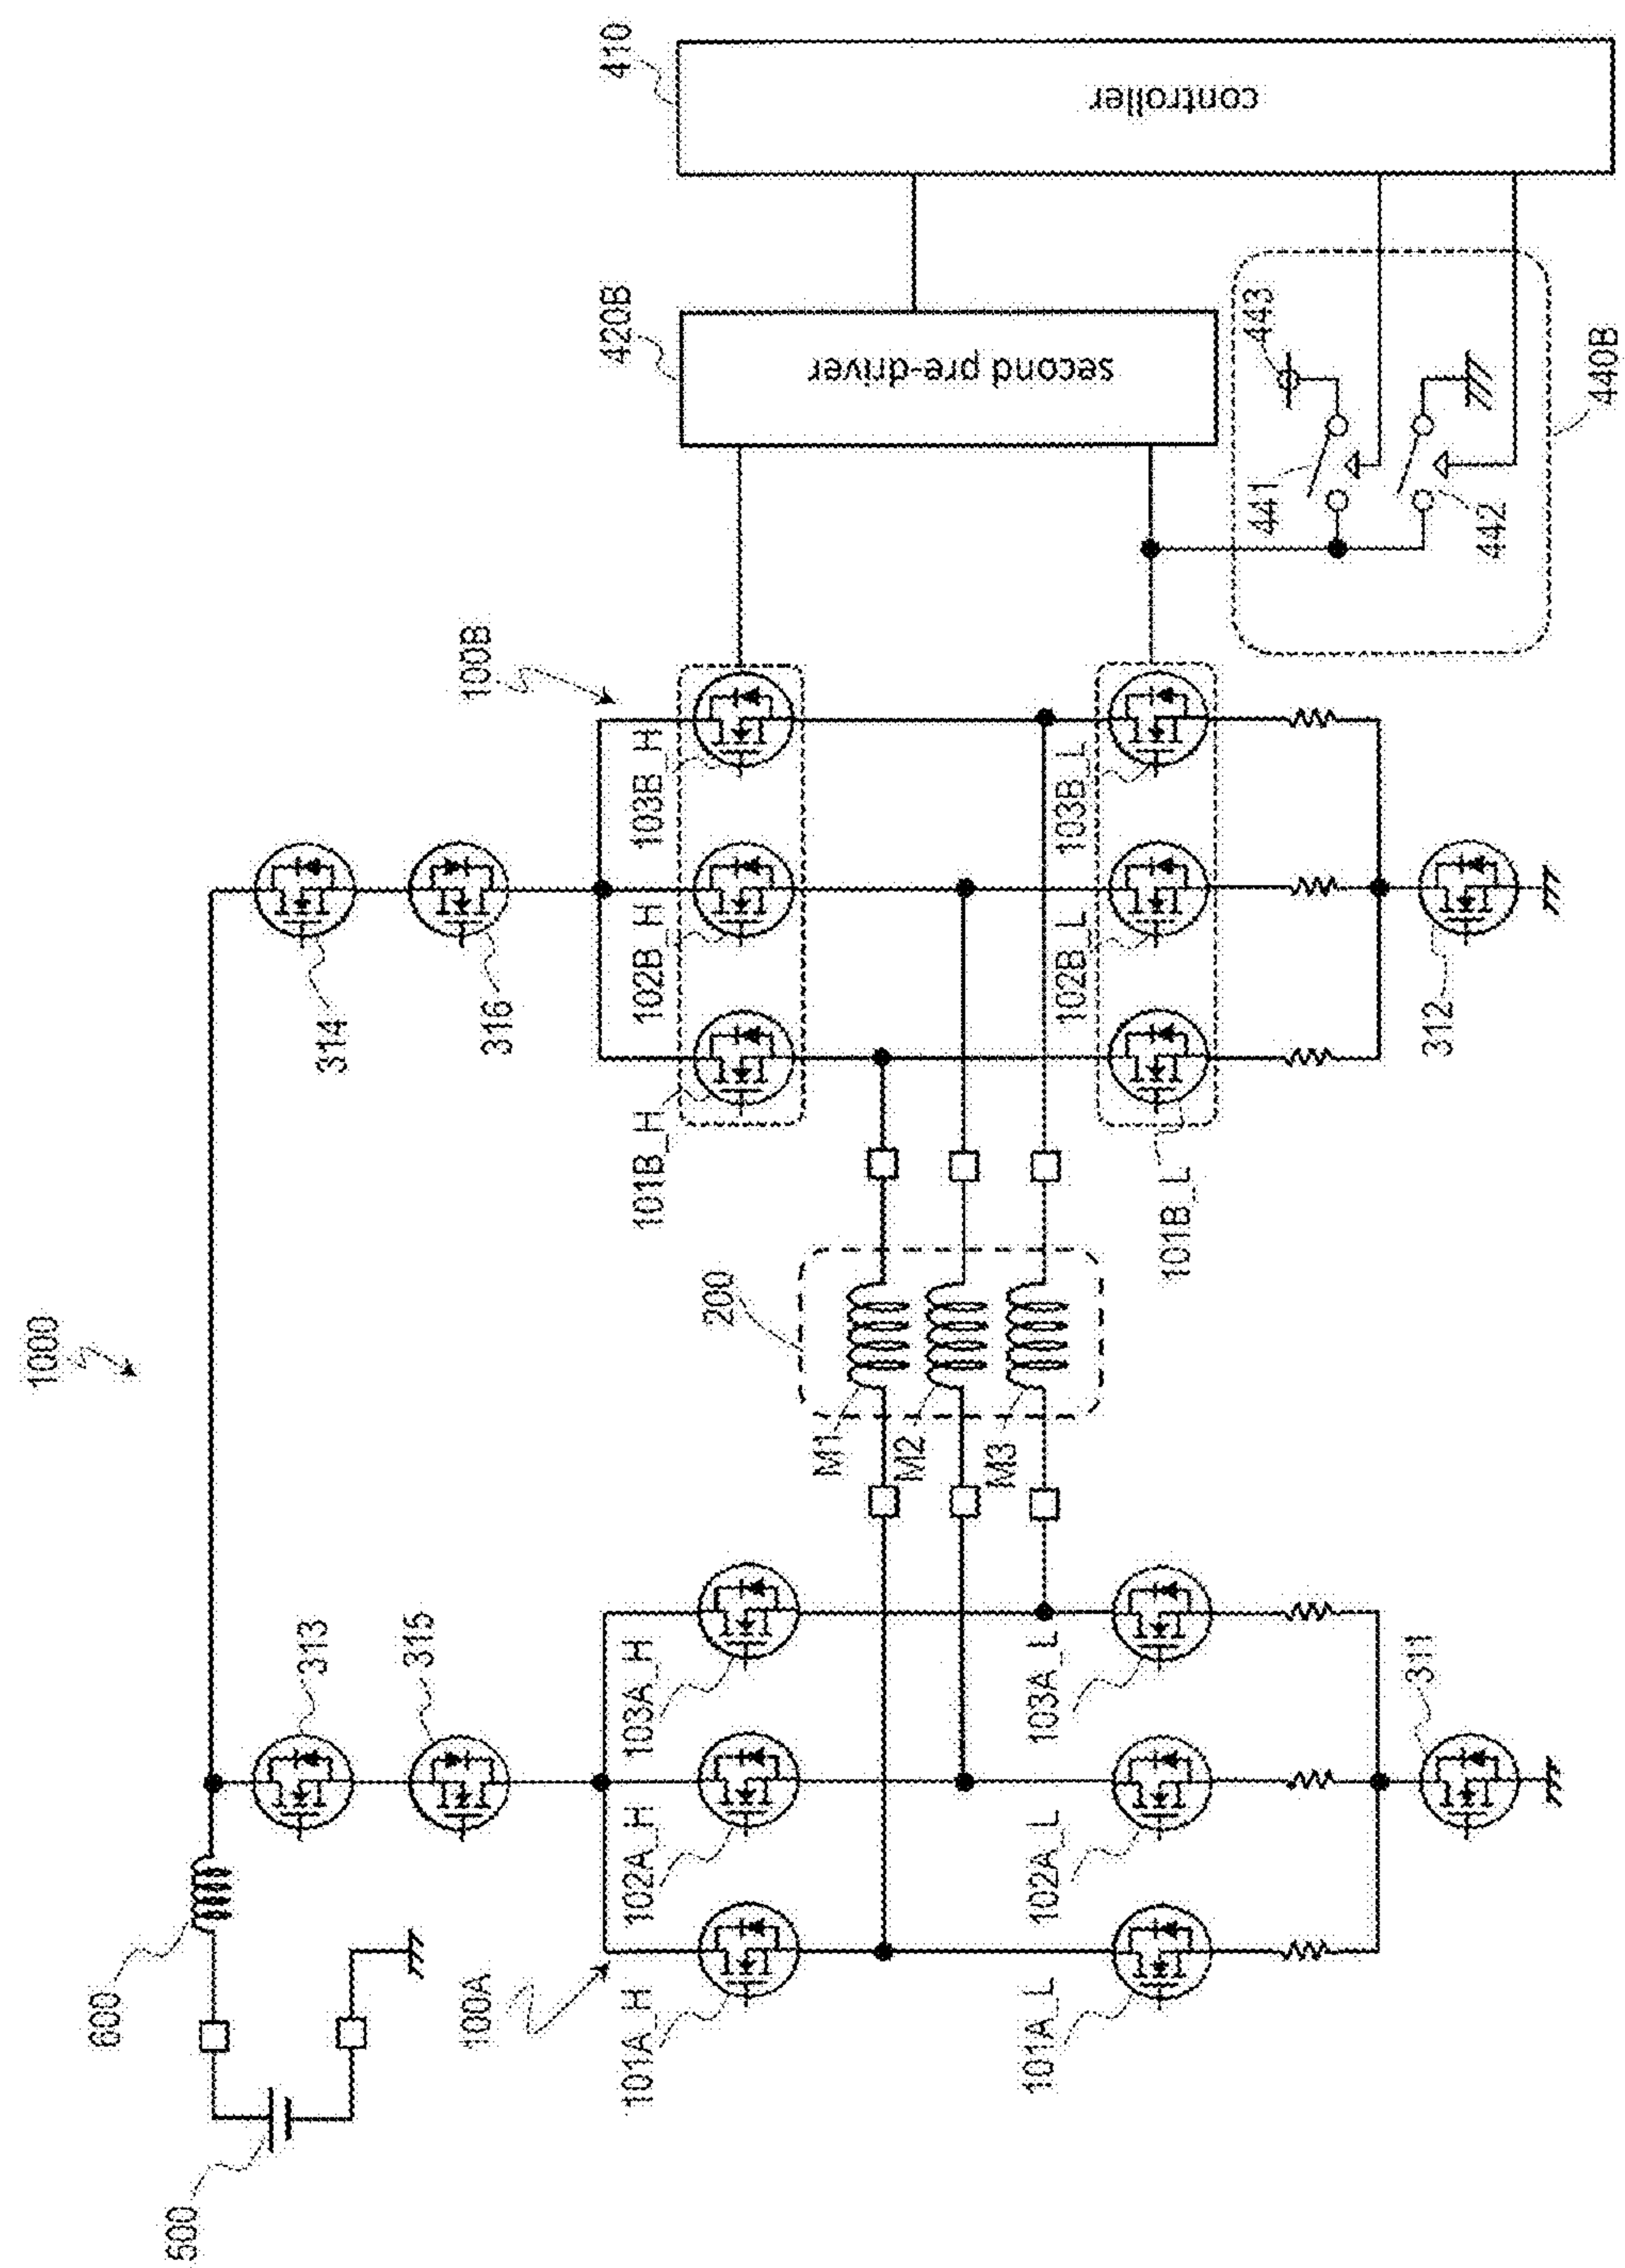 1000
500
600
313
315
314
316
100A
100B
101A_H
102A_H
103A_H
101B_H
102B_H
103B_H
420B
second pre-driver
410
controller
200
M1
M2
M3
101A_L
102A_L
103A_L
101B_L
102B_L
103B_L
441
443
442
440B
311
312